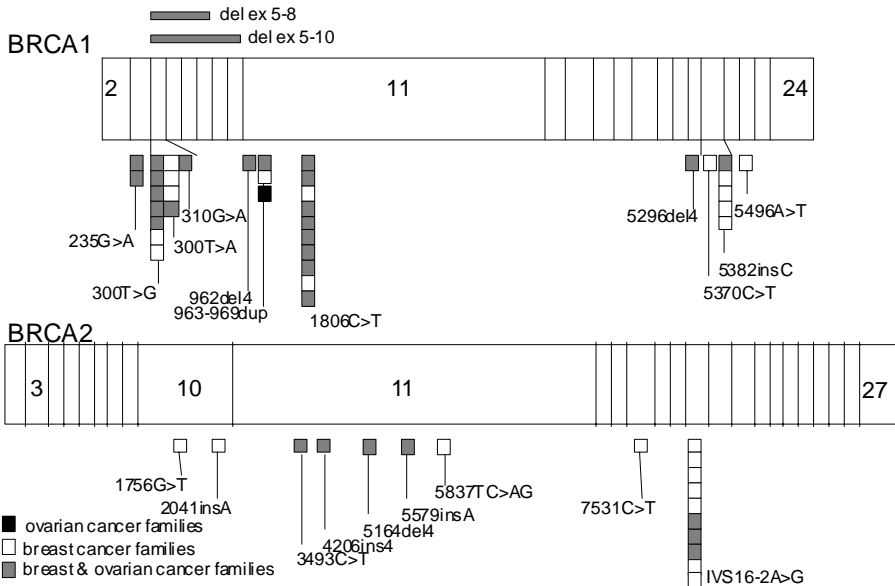 del ex 5-8
del ex 5-10
BRCA1
2 11 24
310G>A
235G>A
300T>A
300T>G
962del4
963-969dup
1806C>T
5296del4
5496A>T
5382insC
5370C>T
BRCA2
3 10 11 27
1756G>T
2041insA
3493C>T
4206ins4
5164del4
5579insA
5837TC>AG
7531C>T
IVS16-2A>G
ovarian cancer families
breast cancer families
breast & ovarian cancer families